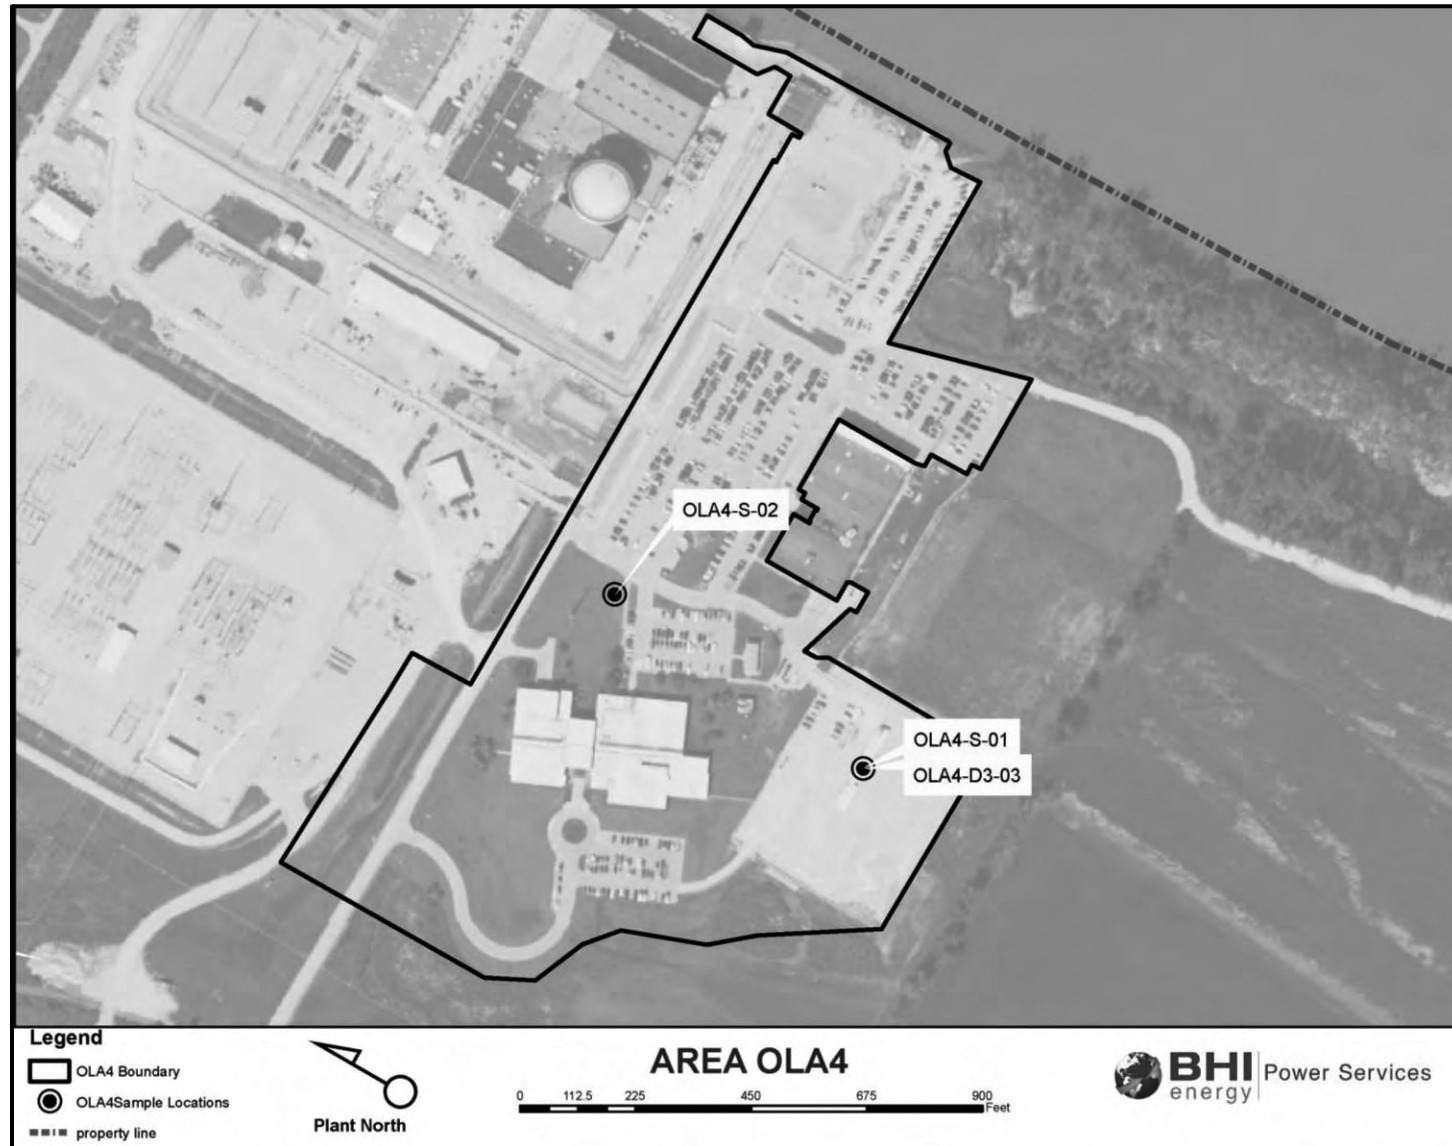 OLA4-S-02
OLA4-S-01
OLA4-D3-03
Legend
OLA4 Boundary
OLA4Sample Locations
property line
Plant North
AREA OLA4
0 112.5 225 450 675 900
Feet
BHI
energy
Power Services